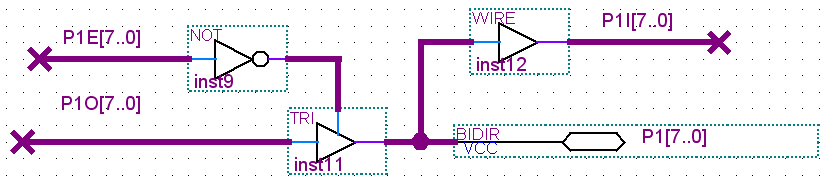 WIRE
P1I[7..0]
P1E[7..0]
NOT
inst9
inst12
P1O[7..0]
TRI
inst11
BIDIR
VCC
P1[7..0]